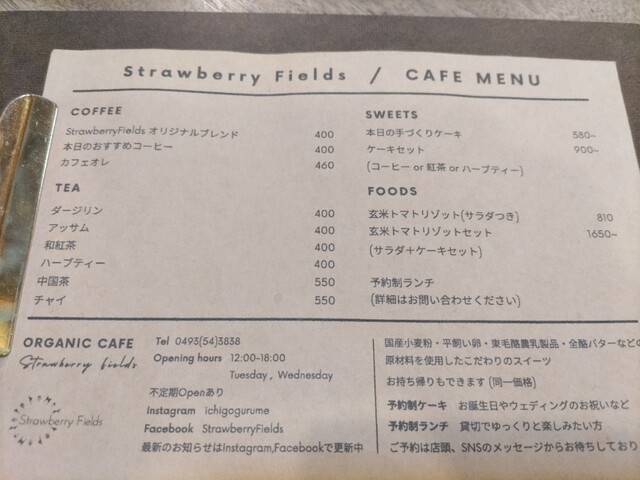 Strawberry Fields / CAFE MENU
COFFEE
StrawberryFields オリジナルブレンド 400
本日のおすすめコーヒー 400
カフェオレ 460
TEA
ダージリン 400
アッサム 400
和紅茶 400
ハーブティー 400
中国茶 550
チャイ 550
SWEETS
本日の手づくりケーキ 580~
ケーキセット 900~
(コーヒー or 紅茶 or ハーブティー)
FOODS
玄米トマトリゾット(サラダつき) 810
玄米トマトリゾットセット 1650~
(サラダ+ケーキセット)
予約制ランチ
(詳細はお問い合わせください)
ORGANIC CAFE
Strawberry fields
Strawberry Fields
Tel 0493(54)3838
Opening hours 12:00-18:00
Tuesday , Wednesday
不定期Openあり
Instagram ichigogurume
Facebook StrawberryFields
最新のお知らせはInstagram,Facebookで更新中
国産小麦粉・平飼い卵・東毛酪農乳製品・全酪バターなどの
原材料を使用したこだわりのスイーツ
お持ち帰りもできます (同一価格)
予約制ケーキ お誕生日やウェディングのお祝いなど
予約制ランチ 貸切でゆっくりと楽しみたい方
ご予約は店頭、SNSのメッセージからお待ちしており